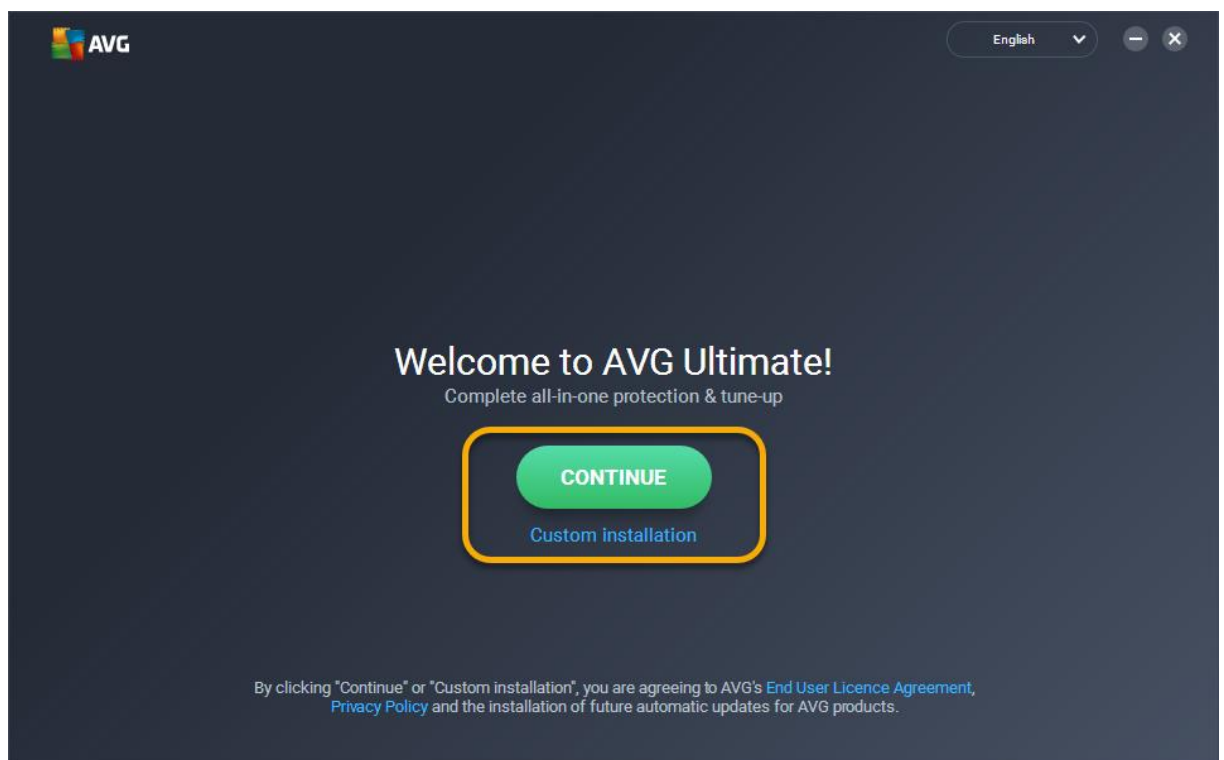 AVG
English
Welcome to AVG Ultimate!
Complete all-in-one protection & tune-up
CONTINUE
Custom installation
By clicking "Continue" or "Custom installation", you are agreeing to AVG's End User Licence Agreement,
Privacy Policy and the installation of future automatic updates for AVG products.